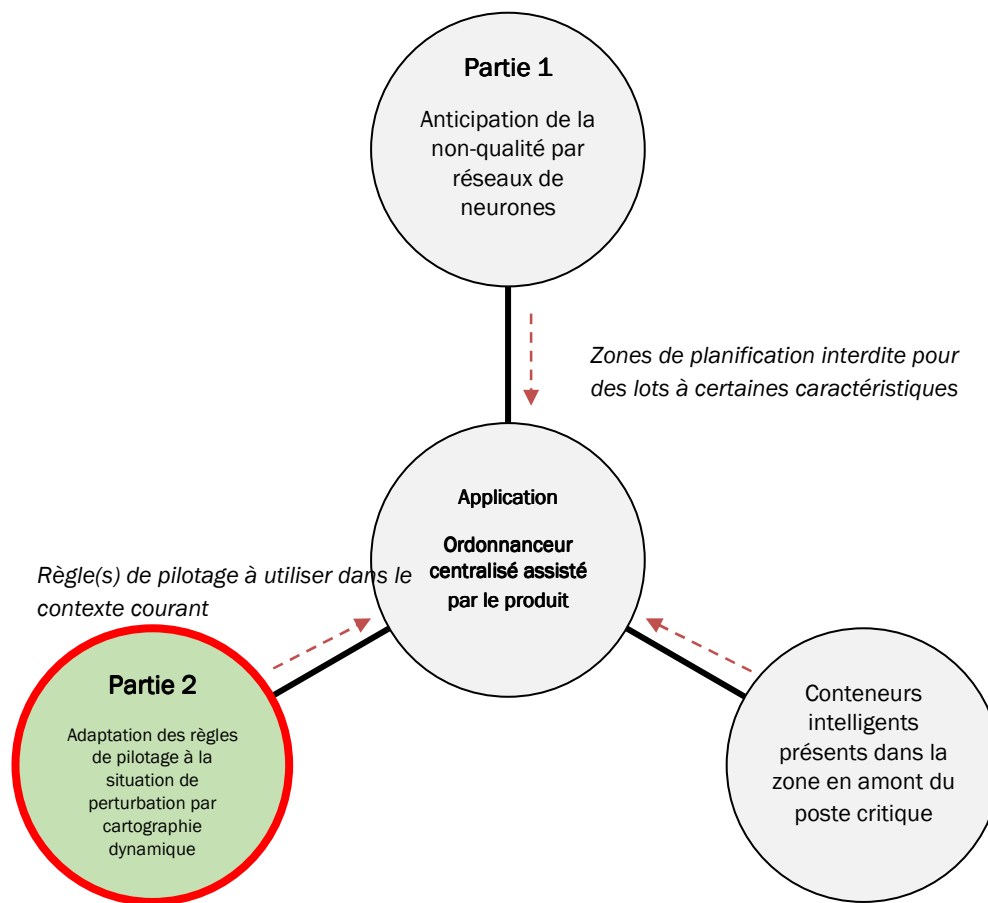 Partie 1
Anticipation de la
non-qualité par
réseaux de
neurones
Zones de planification interdite pour
des lots à certaines caractéristiques
Application
Ordonnanceur
centralisé assisté
par le produit
Règle(s) de pilotage à utiliser dans le
contexte courant
Partie 2
Adaptation des règles
de pilotage à la
situation de
perturbation par
cartographie
dynamique
Conteneurs
intelligents
présents dans la
zone en amont du
poste critique